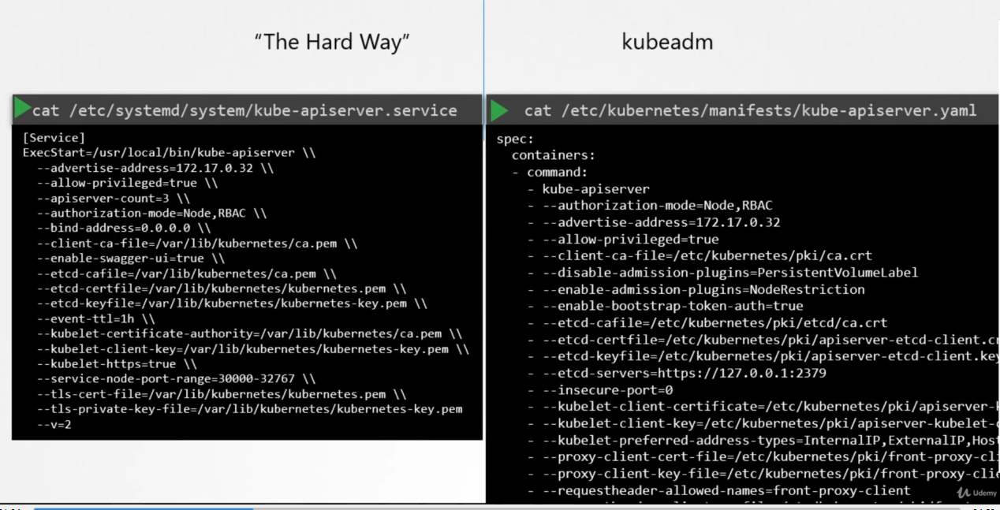 “The Hard Way”
cat /etc/systemd/system/kube-apiserver.service
[Service]
ExecStart=/usr/local/bin/kube-apiserver \\
--advertise-address=172.17.0.32 \\
--allow-privileged=true \\
--apiserver-count=3 \\
--authorization-mode=Node,RBAC \\
--bind-address=0.0.0.0 \\
--client-ca-file=/var/lib/kubernetes/ca.pem \\
--enable-swagger-ui=true \\
--etcd-cafile=/var/lib/kubernetes/ca.pem \\
--etcd-certfile=/var/lib/kubernetes/kubernetes.pem \\
--etcd-keyfile=/var/lib/kubernetes/kubernetes-key.pem \\
--event-ttl=1h \\
--kubelet-certificate-authority=/var/lib/kubernetes/ca.pem \\
--kubelet-client-key=/var/lib/kubernetes/kubernetes-key.pem \\
--kubelet-https=true \\
--service-node-port-range=30000-32767 \\
--tls-cert-file=/var/lib/kubernetes/kubernetes.pem \\
--tls-private-key-file=/var/lib/kubernetes/kubernetes-key.pem
--v=2
kubeadm
cat /etc/kubernetes/manifests/kube-apiserver.yaml
spec:
containers:
- command:
- kube-apiserver
- --authorization-mode=Node,RBAC
- --advertise-address=172.17.0.32
- --allow-privileged=true
- --client-ca-file=/etc/kubernetes/pki/ca.crt
- --disable-admission-plugins=PersistentVolumeLabel
- --enable-admission-plugins=NodeRestriction
- --enable-bootstrap-token-auth=true
- --etcd-cafile=/etc/kubernetes/pki/etcd/ca.crt
- --etcd-certfile=/etc/kubernetes/pki/apiserver-etcd-client.cr
- --etcd-keyfile=/etc/kubernetes/pki/apiserver-etcd-client.key
- --etcd-servers=https://127.0.0.1:2379
- --insecure-port=0
- --kubelet-client-certificate=/etc/kubernetes/pki/apiserver-k
- --kubelet-client-key=/etc/kubernetes/pki/apiserver-kubelet-c
- --kubelet-preferred-address-types=InternalIP,ExternalIP,Host
- --proxy-client-cert-file=/etc/kubernetes/pki/front-proxy-cli
- --proxy-client-key-file=/etc/kubernetes/pki/front-proxy-clie
- --requestheader-allowed-names=front-proxy-client
Udemy